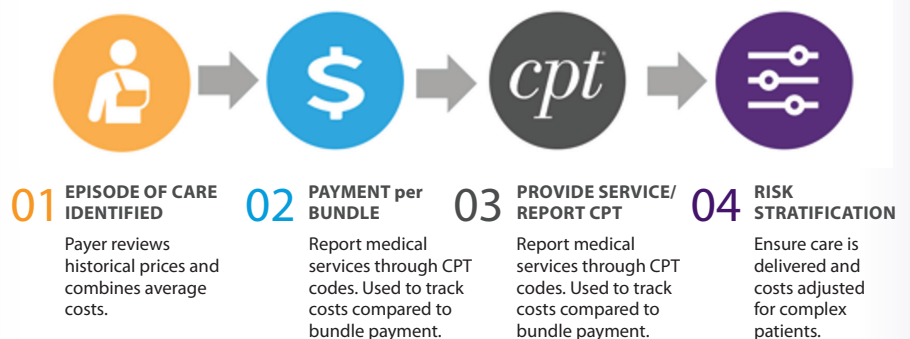 $
cpt
01 EPISODE OF CARE
IDENTIFIED
Payer reviews
historical prices and
combines average
costs.
02 PAYMENT per
BUNDLE
Report medical
services through CPT
codes. Used to track
costs compared to
bundle payment.
03 PROVIDE SERVICE/
REPORT CPT
Report medical
services through CPT
codes. Used to track
costs compared to
bundle payment.
04 RISK
STRATIFICATION
Ensure care is
delivered and
costs adjusted
for complex
patients.